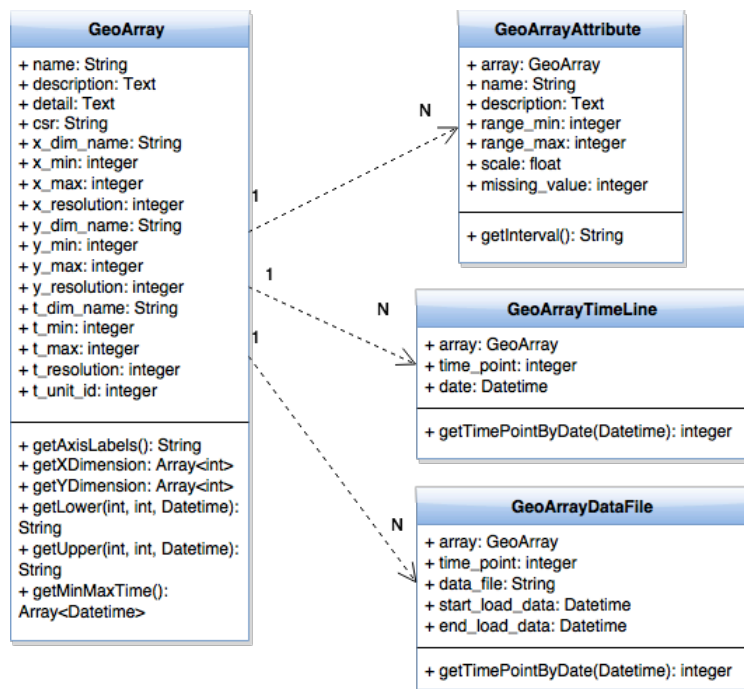 GeoArray
+ name: String
+ description: Text
+ detail: Text
+ csr: String
+ x_dim_name: String
+ x_min: integer
+ x_max: integer
+ x_resolution: integer
+ y_dim_name: String
+ y_min: integer
+ y_max: integer
+ y_resolution: integer
+ t_dim_name: String
+ t_min: integer
+ t_max: integer
+ t_resolution: integer
+ t_unit_id: integer
+ getAxisLabels(): String
+ getXDimension: Array<int>
+ getYDimension: Array<int>
+ getLower(int, int, Datetime):
String
+ getUpper(int, int, Datetime):
String
+ getMinMaxTime():
Array<Datetime>
1
N
1
N
1
N
GeoArrayAttribute
+ array: GeoArray
+ name: String
+ description: Text
+ range_min: integer
+ range_max: integer
+ scale: float
+ missing_value: integer
+ getInterval(): String
GeoArrayTimeLine
+ array: GeoArray
+ time_point: integer
+ date: Datetime
+ getTimePointByDate(Datetime): integer
GeoArrayDataFile
+ array: GeoArray
+ time_point: integer
+ data_file: String
+ start_load_data: Datetime
+ end_load_data: Datetime
+ getTimePointByDate(Datetime): integer